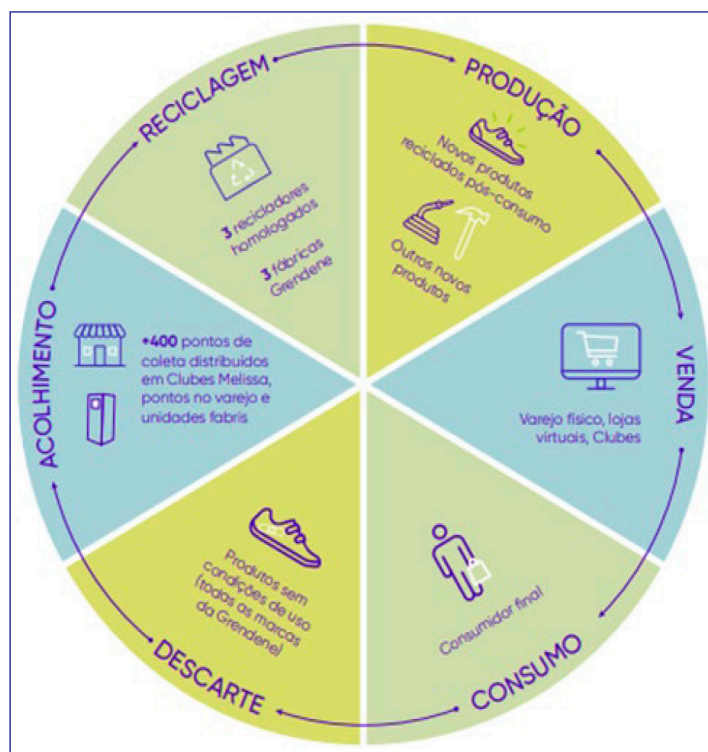 RECICLAGEM
3 recicladores
homologados
3 fábricas
Grendene
PRODUÇÃO
Novos produtos
reciclados pós-consumo
Outros novos
produtos
VENDA
Varejo físico, lojas
virtuais, Clubes
CONSUMO
Consumidor final
DESCARTE
Produtos sem
condições de uso
(todas as marcas
da Grendene)
ACOLHIMENTO
+400 pontos de
coleta distribuídos
em Clubes Melissa,
pontos no varejo e
unidades fabris